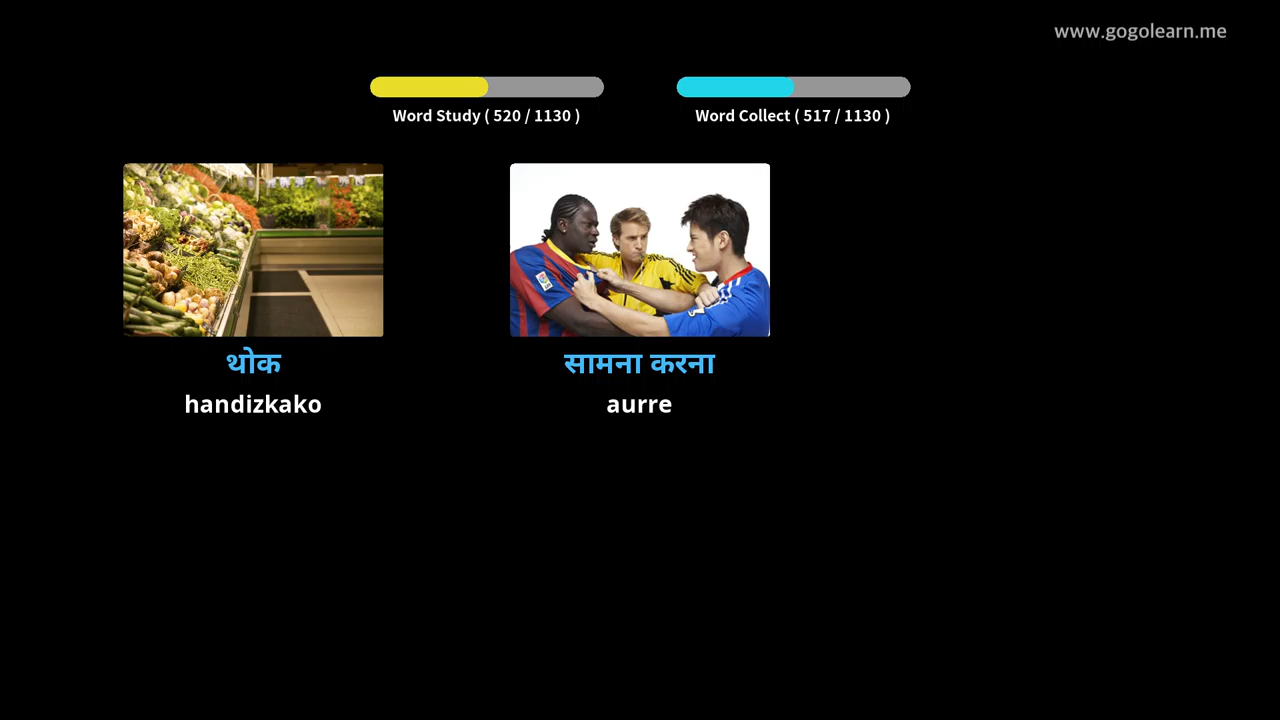 www.gogolearn.me
Word Study ( 520 / 1130 )
Word Collect ( 517 / 1130 )
थोक
handizkako
सामना करना
aurre